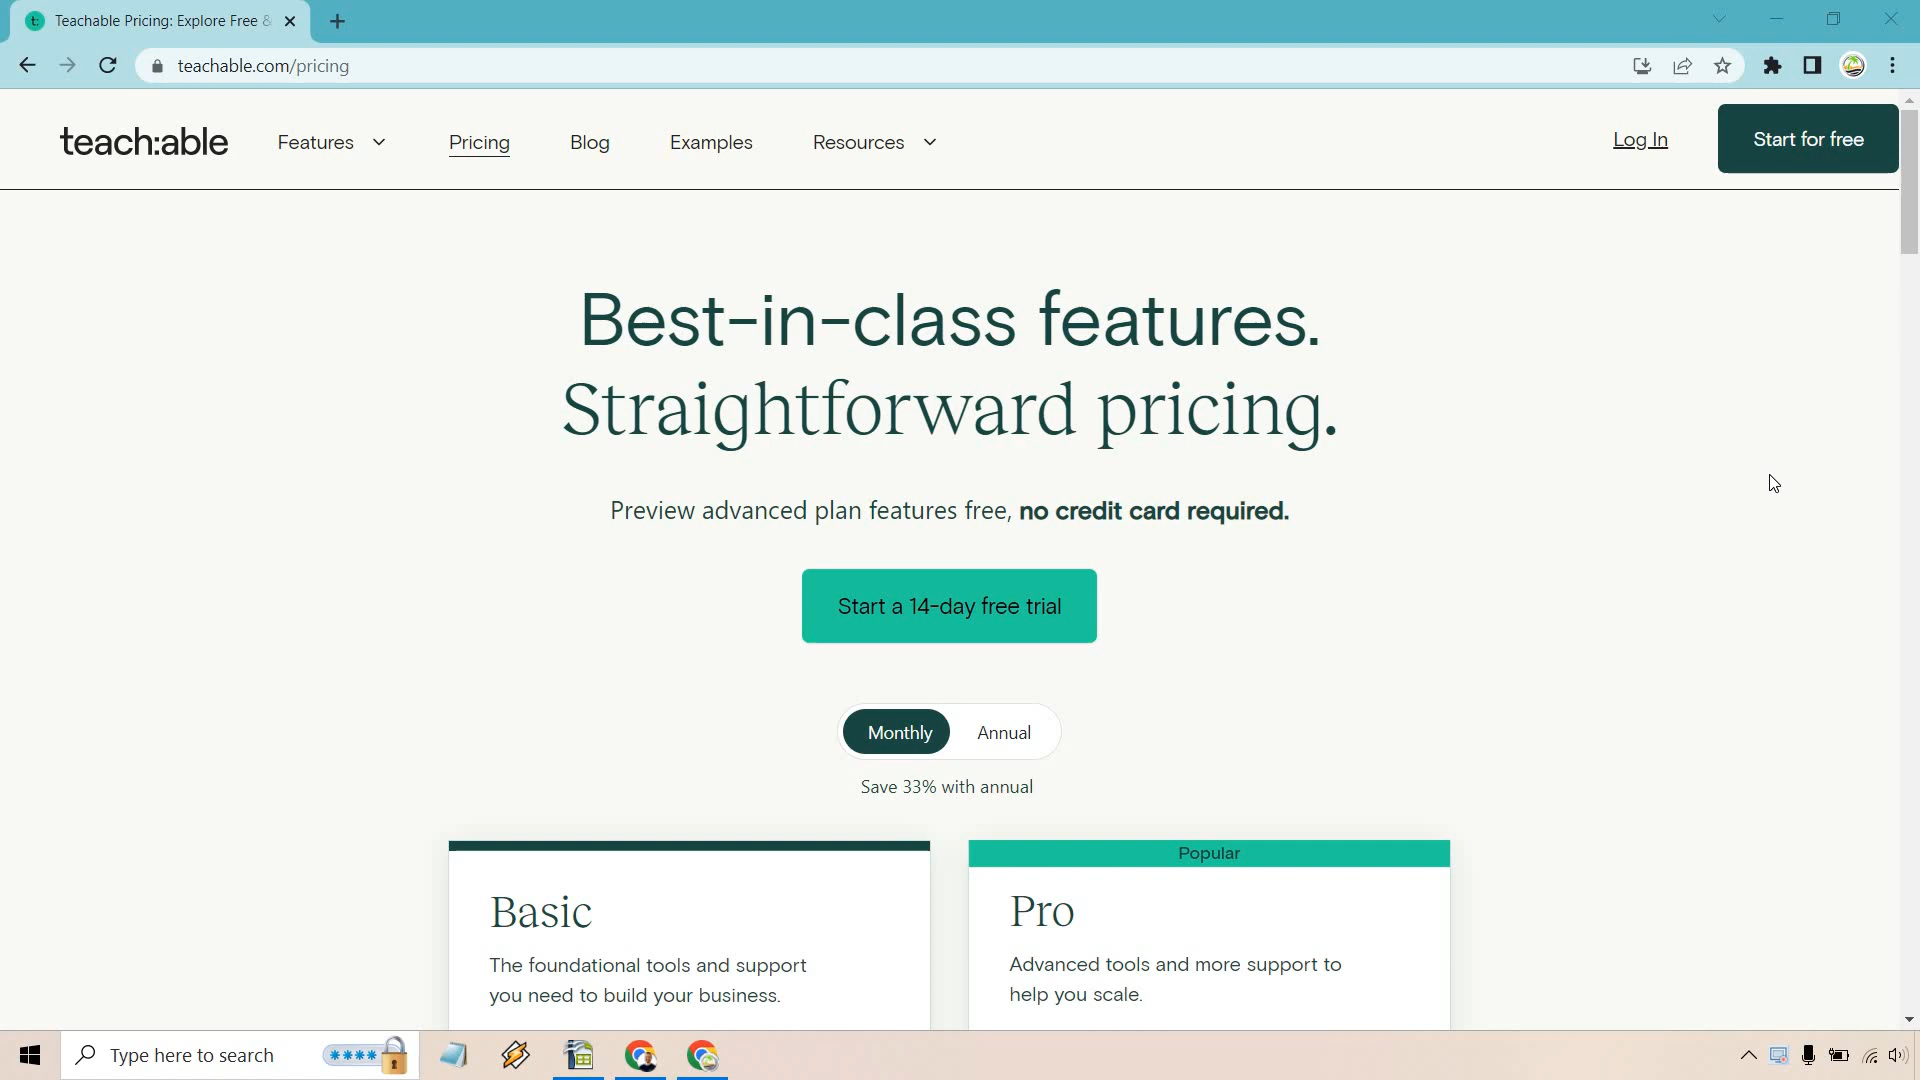 Teachable Pricing: Explore Free &
teachable.com/pricing
teach:able
Features
Pricing
Blog
Examples
Resources
Log In
Start for free
Best-in-class features.
Straightforward pricing.
Preview advanced plan features free, no credit card required.
Start a 14-day free trial
Monthly
Annual
Save 33% with annual
Basic
The foundational tools and support
you need to build your business.
Popular
Pro
Advanced tools and more support to
help you scale.
Type here to search